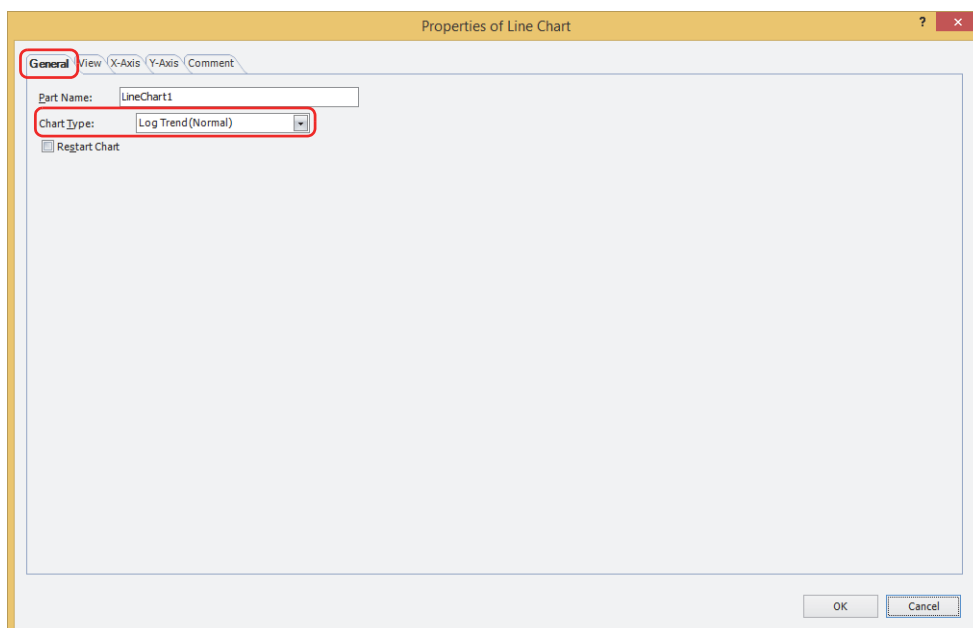 Properties of Line Chart ? ×
General View X-Axis Y-Axis Comment
Part Name: LineChart1
Chart Type: Log Trend (Normal)
Restart Chart
OK Cancel